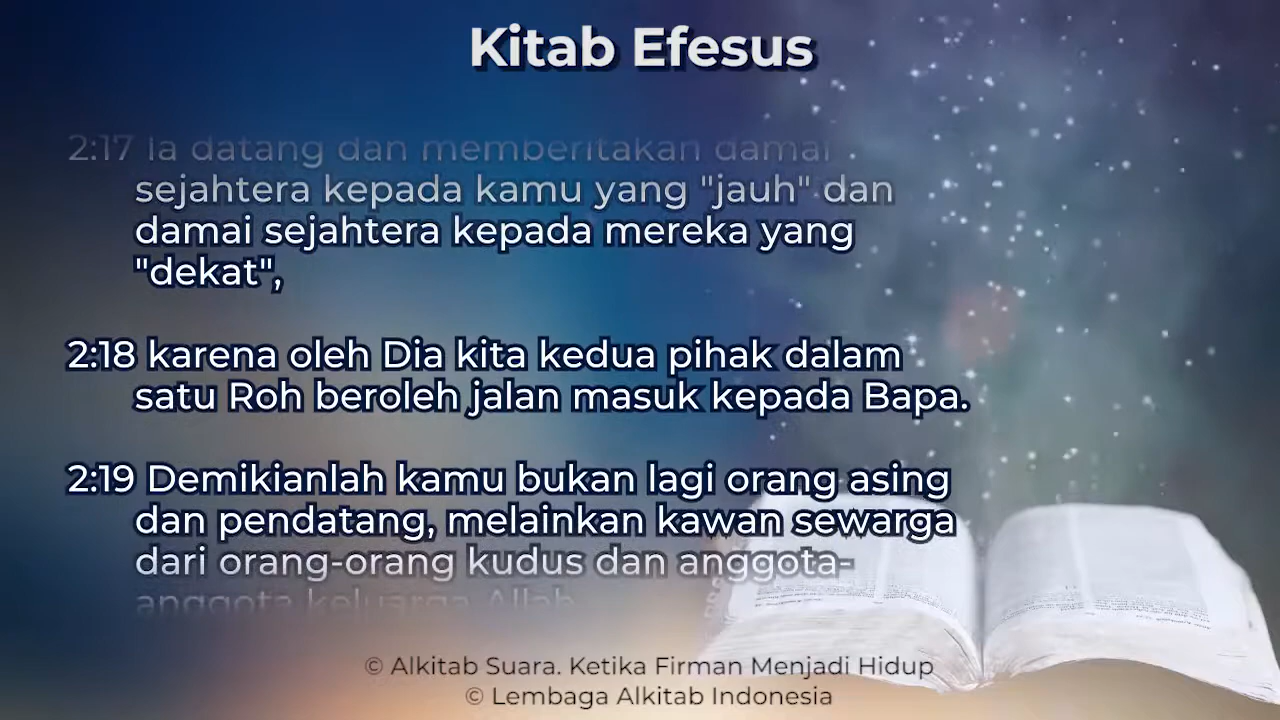 Kitab Efesus
2:17 Ia datang dan memberitakan damai
sejahtera kepada kamu yang "jauh" dan
damai sejahtera kepada mereka yang
"dekat",
2:18 karena oleh Dia kita kedua pihak dalam
satu Roh beroleh jalan masuk kepada Bapa.
2:19 Demikianlah kamu bukan lagi orang asing
dan pendatang, melainkan kawan sewarga
dari orang-orang kudus dan anggota-
anggota keluarga Allah
© Alkitab Suara. Ketika Firman Menjadi Hidup
© Lembaga Alkitab Indonesia